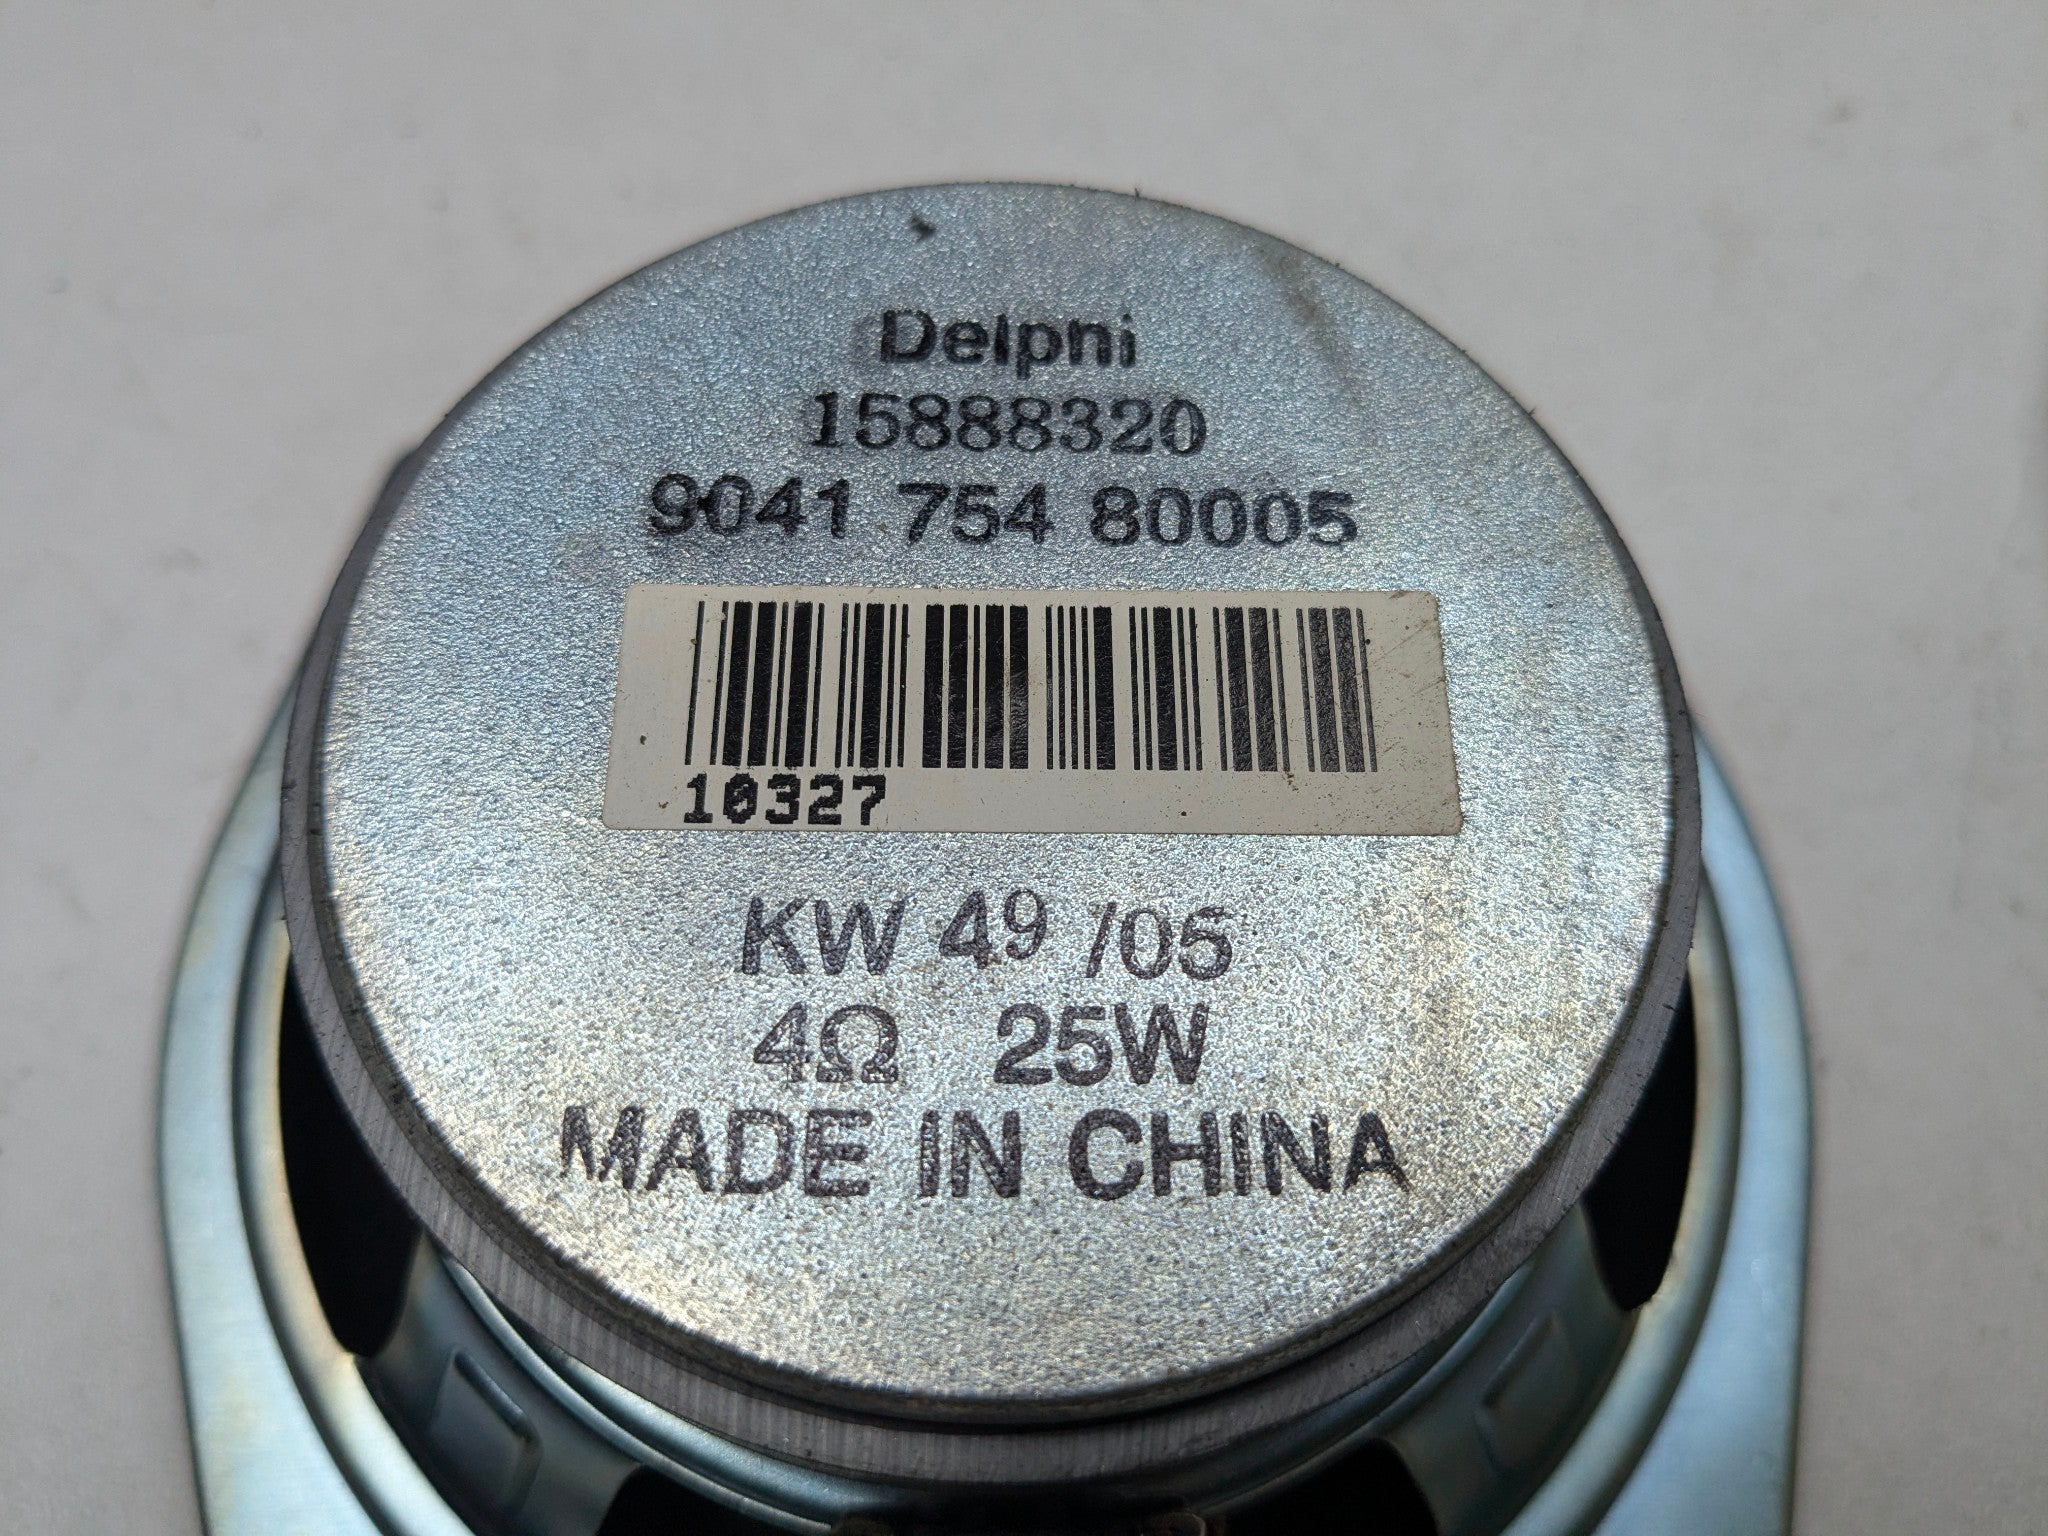 Delphi
15888320
9041 754 80005
10327
KW 49 /05
4Ω 25W
MADE IN CHINA